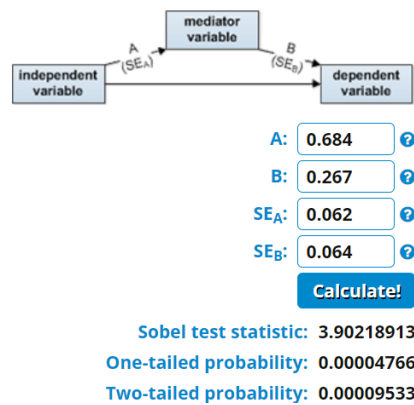 mediator
variable
A
(SEA)
B
(SEB)
independent
variable
dependent
variable
A: 0.684 ?
B: 0.267 ?
SEA: 0.062 ?
SEB: 0.064 ?
Calculate!
Sobel test statistic: 3.90218913
One-tailed probability: 0.00004766
Two-tailed probability: 0.00009533